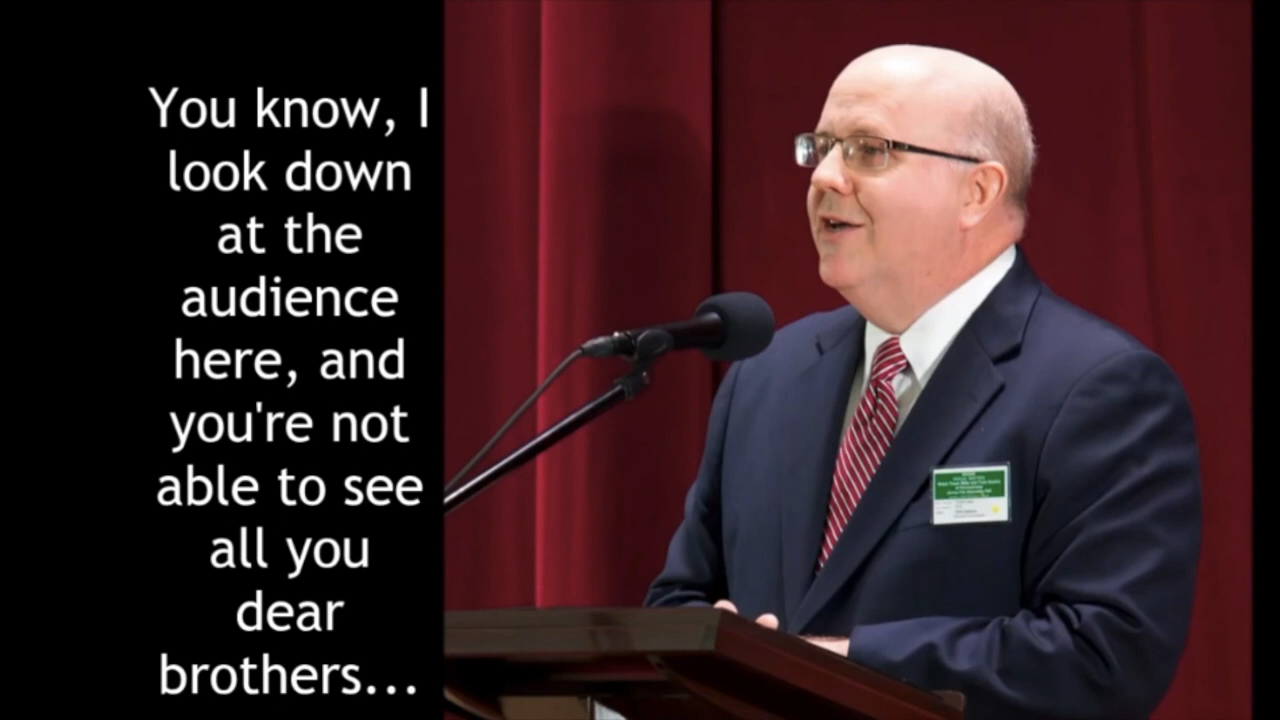 You know, I
look down
at the
audience
here, and
you're not
able to see
all you
dear
brothers...